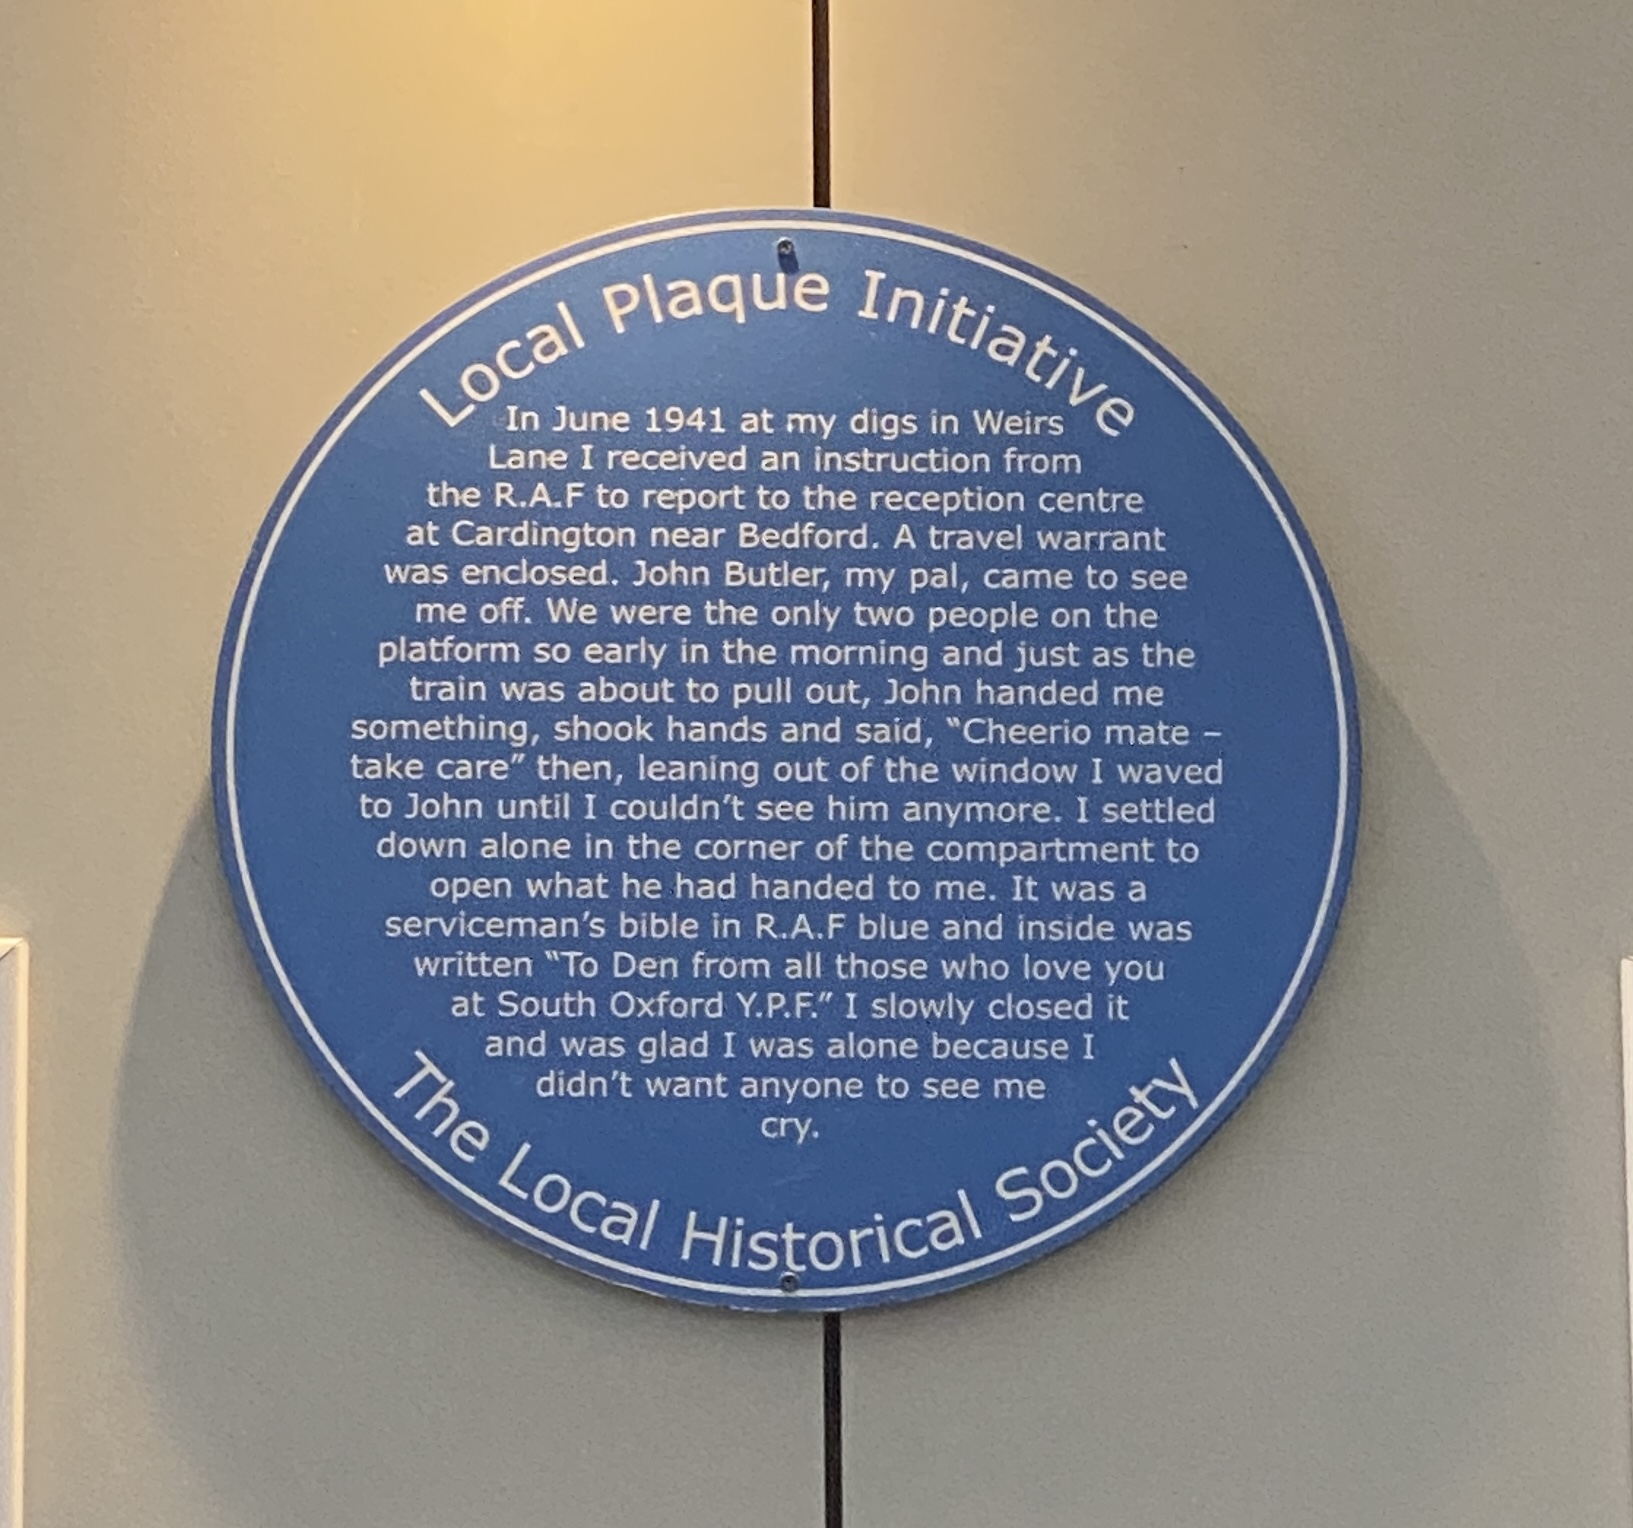 Local Plaque Initiative
In June 1941 at my digs in Weirs
Lane I received an instruction from
the R.A.F to report to the reception centre
at Cardington near Bedford. A travel warrant
was enclosed. John Butler, my pal, came to see
me off. We were the only two people on the
platform so early in the morning and just as the
train was about to pull out, John handed me
something, shook hands and said, “Cheerio mate –
take care” then, leaning out of the window I waved
to John until I couldn’t see him anymore. I settled
down alone in the corner of the compartment to
open what he had handed to me. It was a
serviceman’s bible in R.A.F blue and inside was
written “To Den from all those who love you
at South Oxford Y.P.F.” I slowly closed it
and was glad I was alone because I
didn’t want anyone to see me
cry.
The Local Historical Society